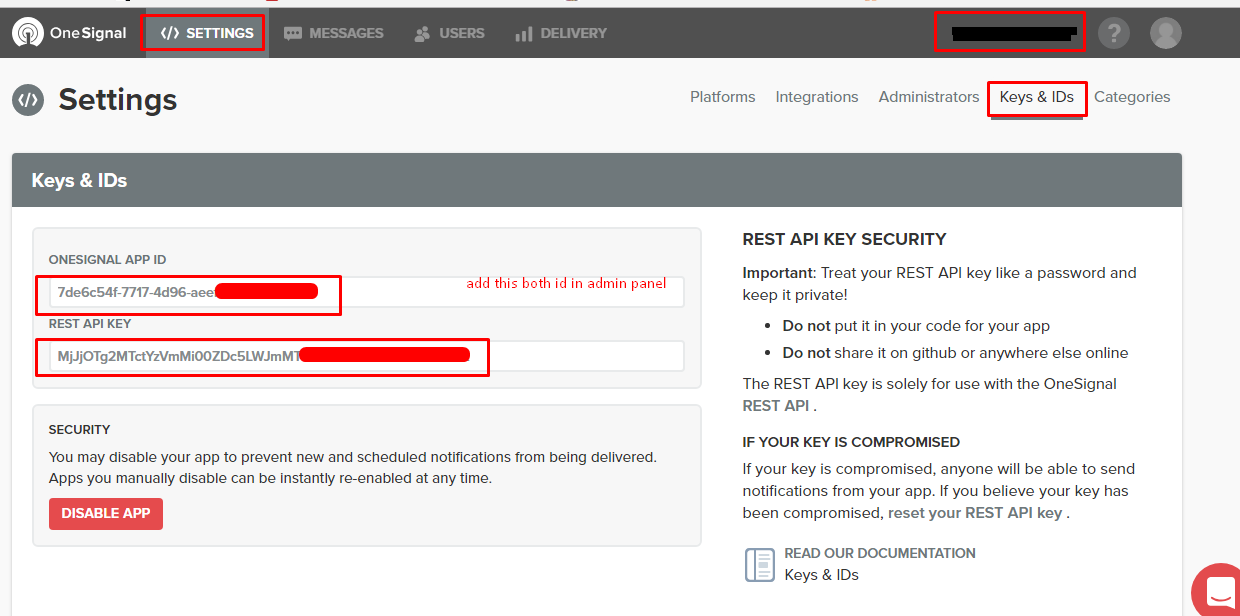 OneSignal
</> SETTINGS
MESSAGES
USERS
DELIVERY
?
</> Settings
Platforms
Integrations
Administrators
Keys & IDs
Categories
Keys & IDs
ONESIGNAL APP ID
7de6c54f-7717-4d96-aee
add this both id in admin panel
REST API KEY
MjJjOTg2MTctYzVmMi00ZDc5LWJmMT
SECURITY
You may disable your app to prevent new and scheduled notifications from being delivered.
Apps you manually disable can be instantly re-enabled at any time.
DISABLE APP
REST API KEY SECURITY
Important: Treat your REST API key like a password and
keep it private!
• Do not put it in your code for your app
• Do not share it on github or anywhere else online
The REST API key is solely for use with the OneSignal
REST API .
IF YOUR KEY IS COMPROMISED
If your key is compromised, anyone will be able to send
notifications from your app. If you believe your key has
been compromised, reset your REST API key .
READ OUR DOCUMENTATION
Keys & IDs